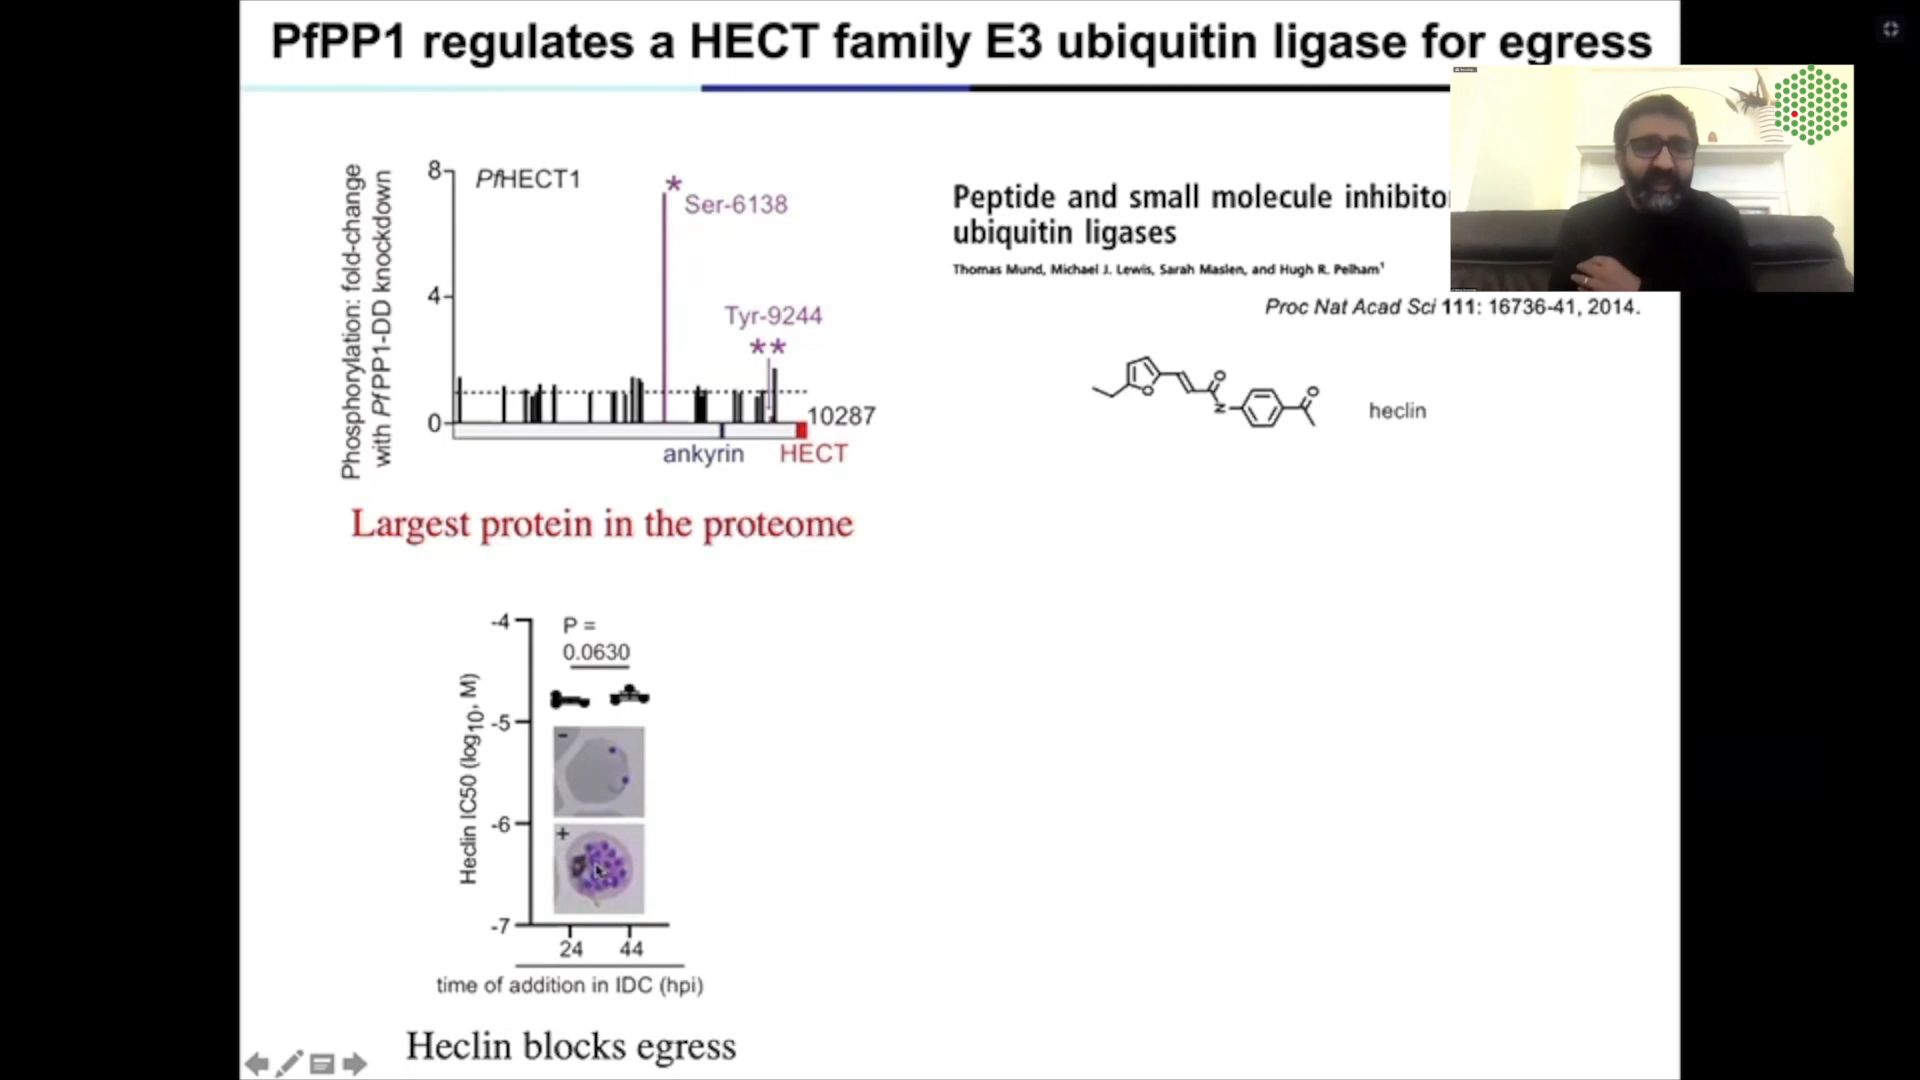 PfPP1 regulates a HECT family E3 ubiquitin ligase for egress
Phosphorylation: fold-change
with PfPP1-DD knockdown
8
4
0
PfHECT1
*
Ser-6138
Tyr-9244
**
10287
ankyrin
HECT
Largest protein in the proteome
Peptide and small molecule inhibito
ubiquitin ligases
Thomas Mund, Michael J. Lewis, Sarah Maslen, and Hugh R. Pelham¹
Proc Nat Acad Sci 111: 16736-41, 2014.
O
O
N
O
heclin
Heclin IC50 (log10, M)
-4
-5
-6
-7
P =
0.0630
-
+
24
44
time of addition in IDC (hpi)
Heclin blocks egress